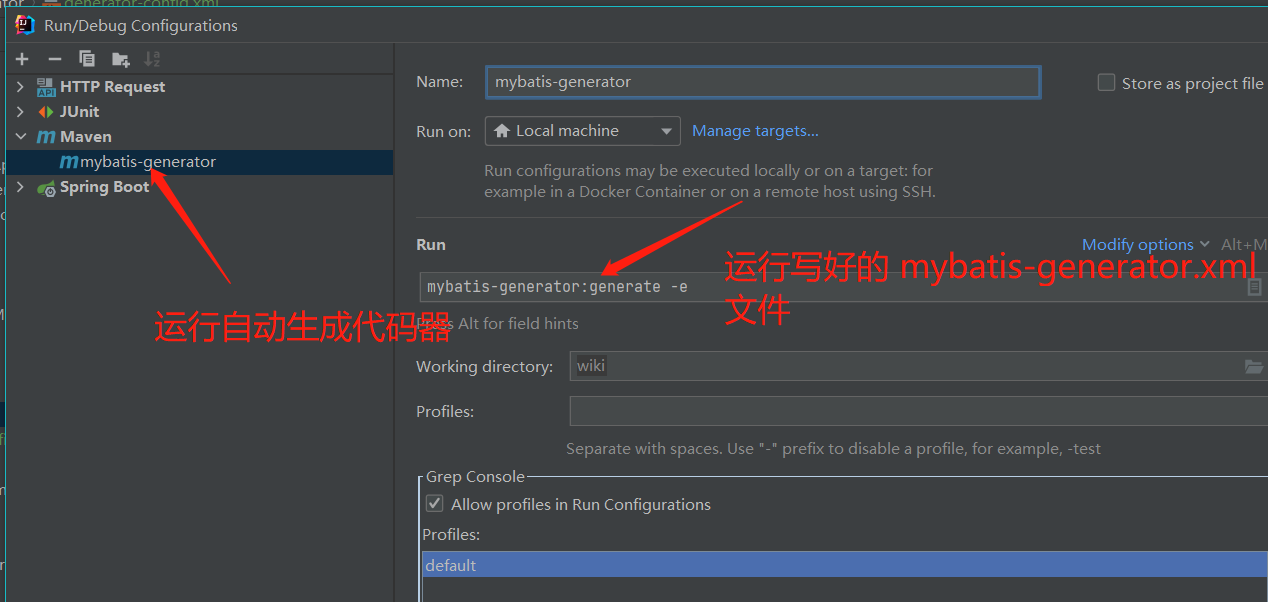 generator-config.xml
Run/Debug Configurations
HTTP Request
JUnit
Maven
mybatis-generator
Spring Boot
运行自动生成代码器
Name:
mybatis-generator
Store as project file
Run on:
Local machine
Manage targets...
Run configurations may be executed locally or on a target: for
example in a Docker Container or on a remote host using SSH.
Run
Modify options
Alt+M
mybatis-generator:generate -e
运行写好的 mybatis-generator.xml
文件
Press Alt for field hints
Working directory:
wiki
Profiles:
Separate with spaces. Use "-" prefix to disable a profile, for example, -test
Grep Console
Allow profiles in Run Configurations
Profiles:
default